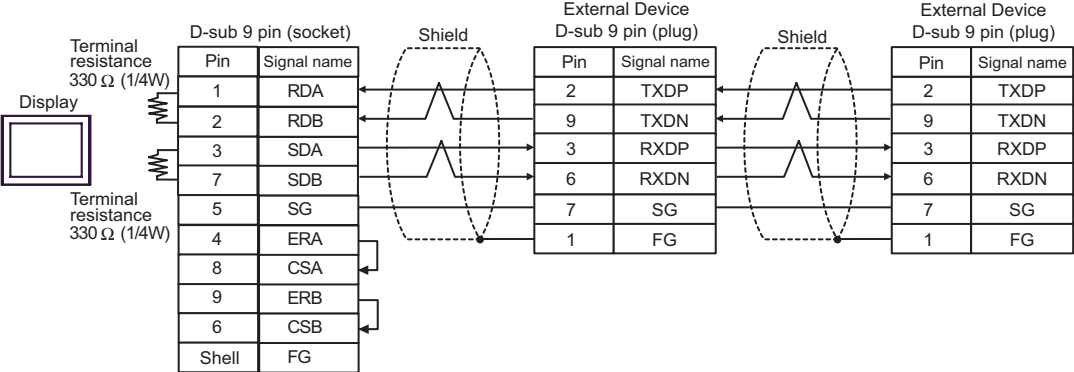 Display
Terminal
resistance
330 Ω (1/4W)
Terminal
resistance
330 Ω (1/4W)
D-sub 9 pin (socket)
Pin Signal name
1 RDA
2 RDB
3 SDA
7 SDB
5 SG
4 ERA
8 CSA
9 ERB
6 CSB
Shell FG
Shield
External Device
D-sub 9 pin (plug)
Pin Signal name
2 TXDP
9 TXDN
3 RXDP
6 RXDN
7 SG
1 FG
Shield
External Device
D-sub 9 pin (plug)
Pin Signal name
2 TXDP
9 TXDN
3 RXDP
6 RXDN
7 SG
1 FG